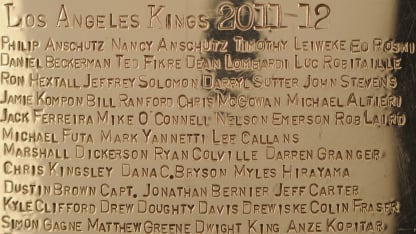 Los Angeles Kings 2011-12
Philip Anschutz Nancy Anschutz Timothy Leiweke Ed Roski
Daniel Beckerman Ted Fikre Dean Lombardi Luc Robitaille
Ron Hextall Jeffrey Solomon Darryl Sutter John Stevens
Jamie Kompon Bill Ranford Chris McGowan Michael Altieri
Jack Ferreira Mike O'Connell Nelson Emerson Rob Laird
Michael Futa Mark Yannetti Lee Callans
Marshall Dickerson Ryan Colville Darren Granger
Chris Kingsley Dana C. Bryson Myles Hirayama
Dustin Brown Capt. Jonathan Bernier Jeff Carter
Kyle Clifford Drew Doughty Davis Drewiske Colin Fraser
Simon Gagne Matthew Greene Dwight King Anze Kopitar